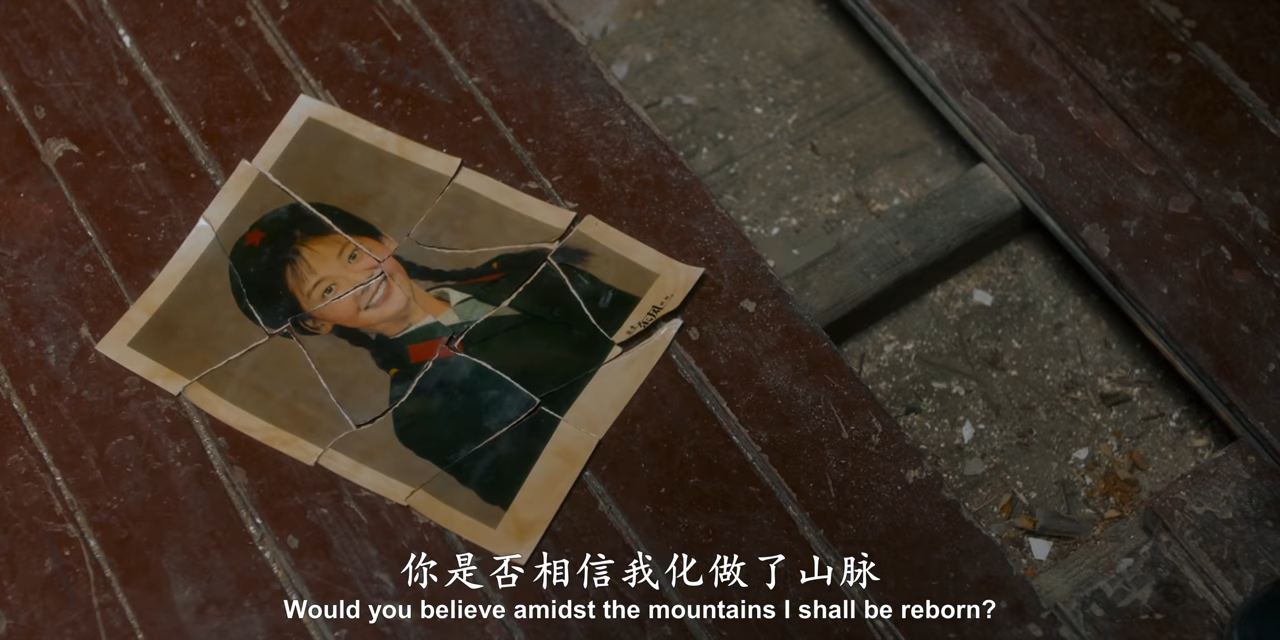 你是否相信我化做了山脉
Would you believe amidst the mountains I shall be reborn?